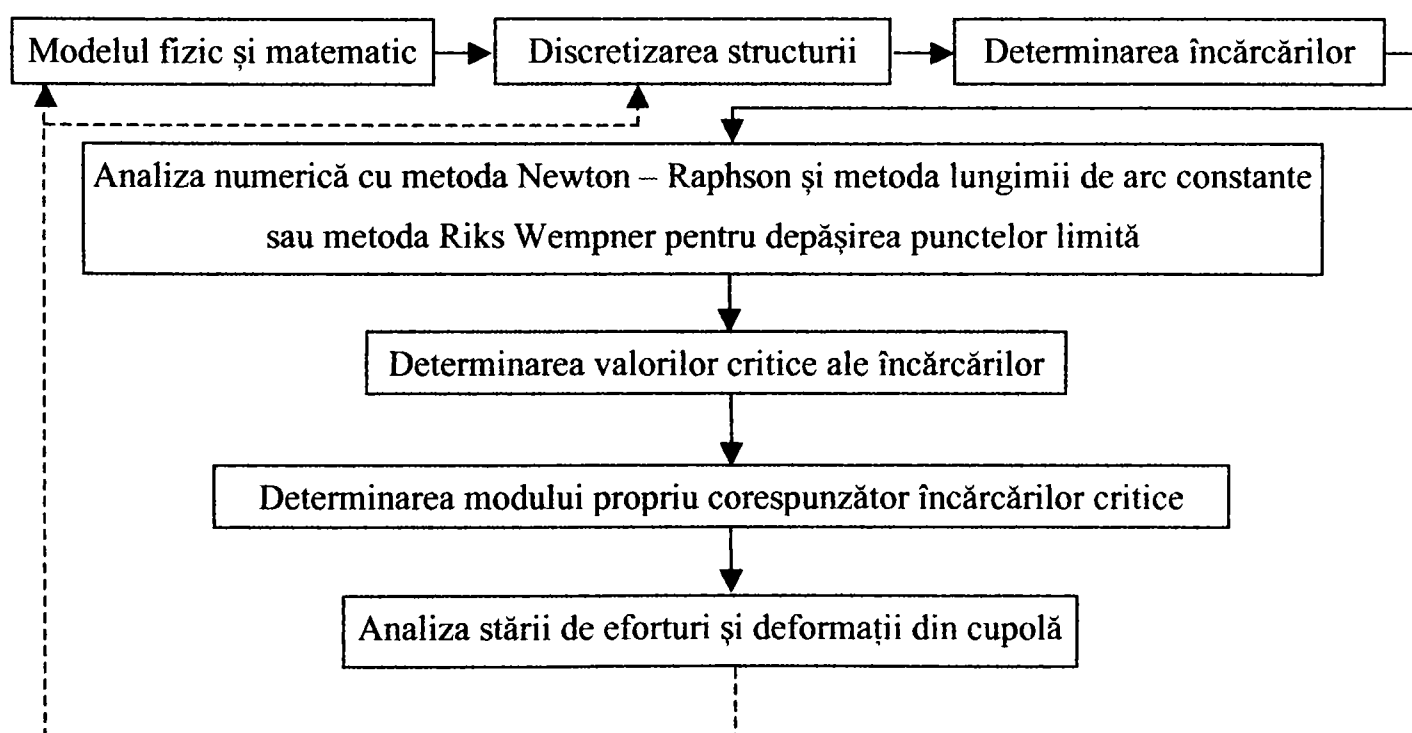 Modelul fizic și matematic
Discretizarea structurii
Determinarea încărcărilor
Analiza numerică cu metoda Newton – Raphson și metoda lungimii de arc constante
sau metoda Riks Wempner pentru depășirea punctelor limită
Determinarea valorilor critice ale încărcărilor
Determinarea modului propriu corespunzător încărcărilor critice
Analiza stării de eforturi și deformații din cupolă